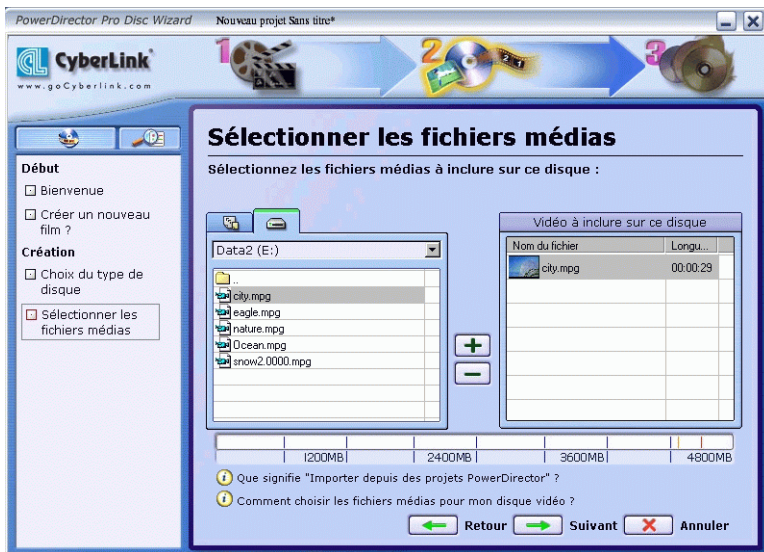 PowerDirector Pro Disc Wizard Nouveau projet Sans titre*
CyberLink
www.goCyberlink.com
1
2
3
Début
Bienvenue
Créer un nouveau
film ?
Création
Choix du type de
disque
Sélectionner les
fichiers médias
Sélectionner les fichiers médias
Sélectionnez les fichiers médias à inclure sur ce disque :
Data2 (E:)
..
city.mpg
eagle.mpg
nature.mpg
Ocean.mpg
snow2.0000.mpg
Vidéo à inclure sur ce disque
Nom du fichier Longu...
city.mpg 00:00:29
1200MB 2400MB 3600MB 4800MB
Que signifie "Importer depuis des projets PowerDirector" ?
Comment choisir les fichiers médias pour mon disque vidéo ?
Retour Suivant Annuler